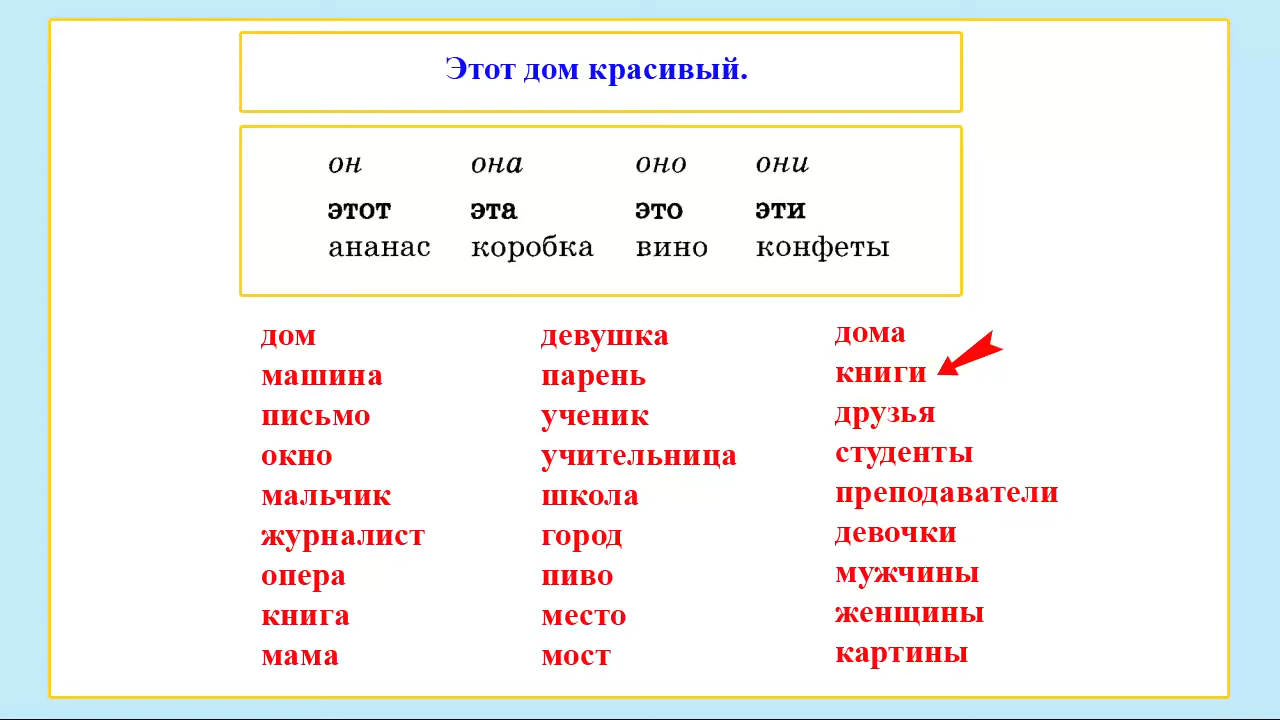 Этот дом красивый.
он она оно они
этот эта это эти
ананас коробка вино конфеты
дом
машина
письмо
окно
мальчик
журналист
опера
книга
мама
девушка
парень
ученик
учительница
школа
город
пиво
место
мост
дома
книги
друзья
студенты
преподаватели
девочки
мужчины
женщины
картины